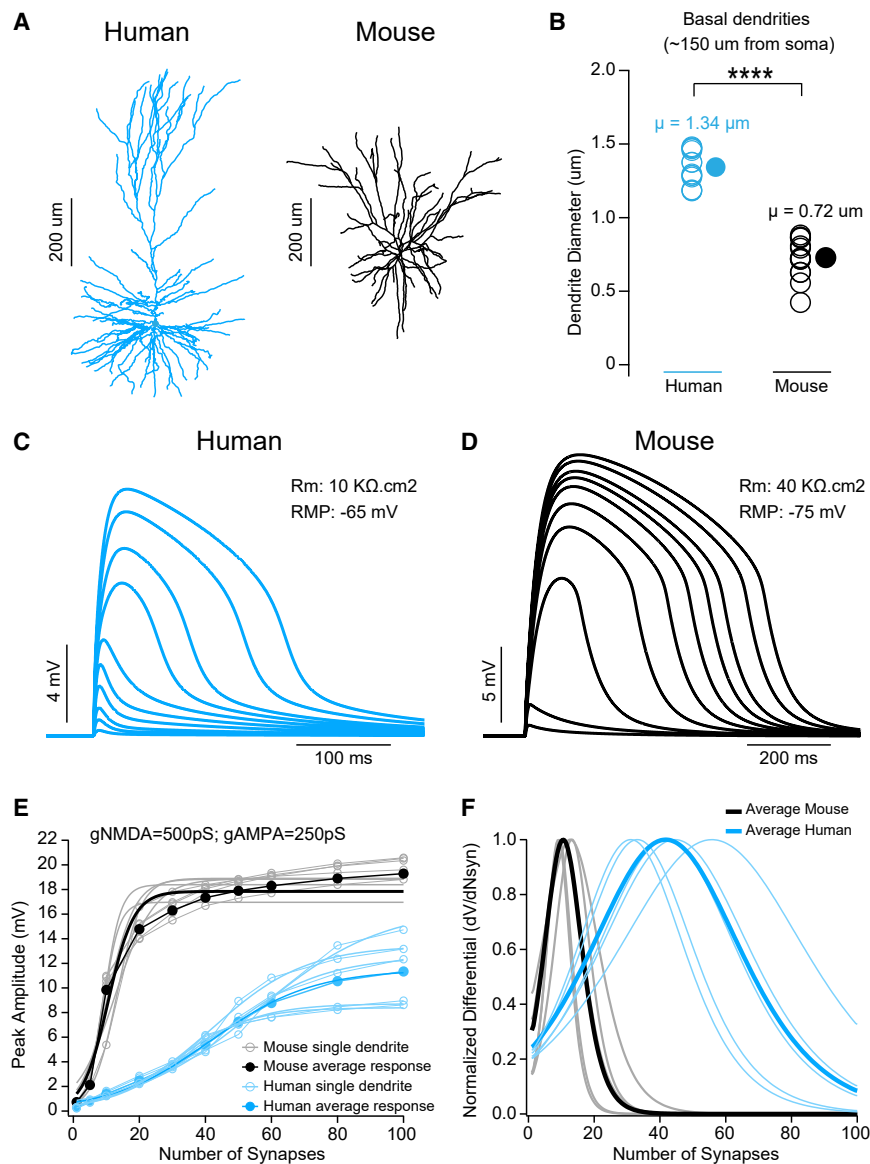 A
Human
Mouse
200 um
200 um
B
Basal dendrities
(~150 um from soma)
Dendrite Diameter (um)
2.0
1.5
1.0
0.5
0
****
μ = 1.34 μm
μ = 0.72 um
Human
Mouse
C
Human
Rm: 10 KΩ.cm2
RMP: -65 mV
4 mV
100 ms
D
Mouse
Rm: 40 KΩ.cm2
RMP: -75 mV
5 mV
200 ms
E
gNMDA=500pS; gAMPA=250pS
Peak Amplitude (mV)
22
20
18
16
14
12
10
8
6
4
2
0
Mouse single dendrite
Mouse average response
Human single dendrite
Human average response
0 20 40 60 80 100
Number of Synapses
F
Average Mouse
Average Human
Normalized Differential (dV/dNsyn)
1.0
0.8
0.6
0.4
0.2
0.0
0 20 40 60 80 100
Number of Synapses